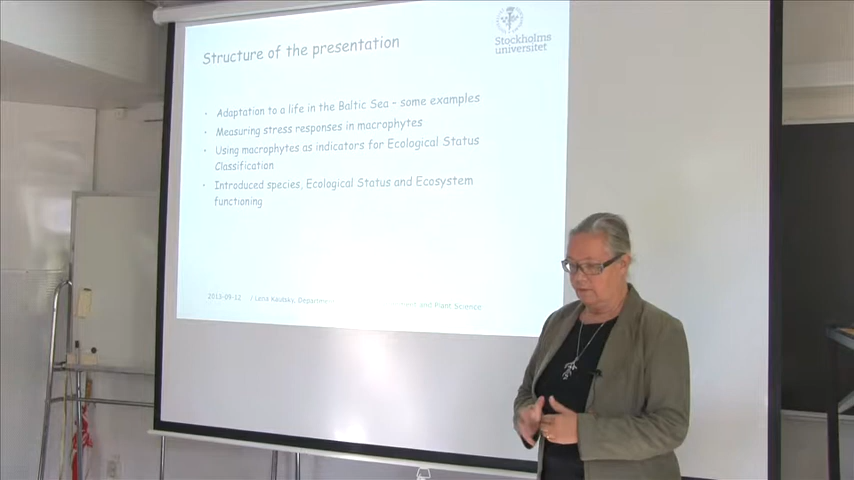 Structure of the presentation
Stockholms
universitet
· Adaptation to a life in the Baltic Sea – some examples
· Measuring stress responses in macrophytes
· Using macrophytes as indicators for Ecological Status
Classification
· Introduced species, Ecological Status and Ecosystem
functioning
2013-09-12 / Lena Kautsky, and Plant Science